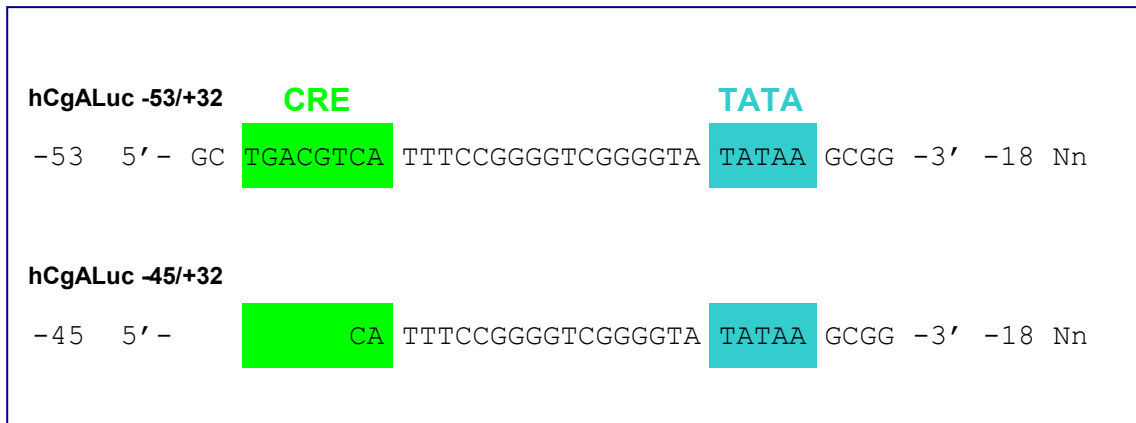 hCgALuc -53/+32 CRE TATA
-53 5’- GC TGACGTCA TTTCCGGGGTCGGGGTA TATAA GCGG -3’ -18 Nn
hCgALuc -45/+32
-45 5’- CA TTTCCGGGGTCGGGGTA TATAA GCGG -3’ -18 Nn